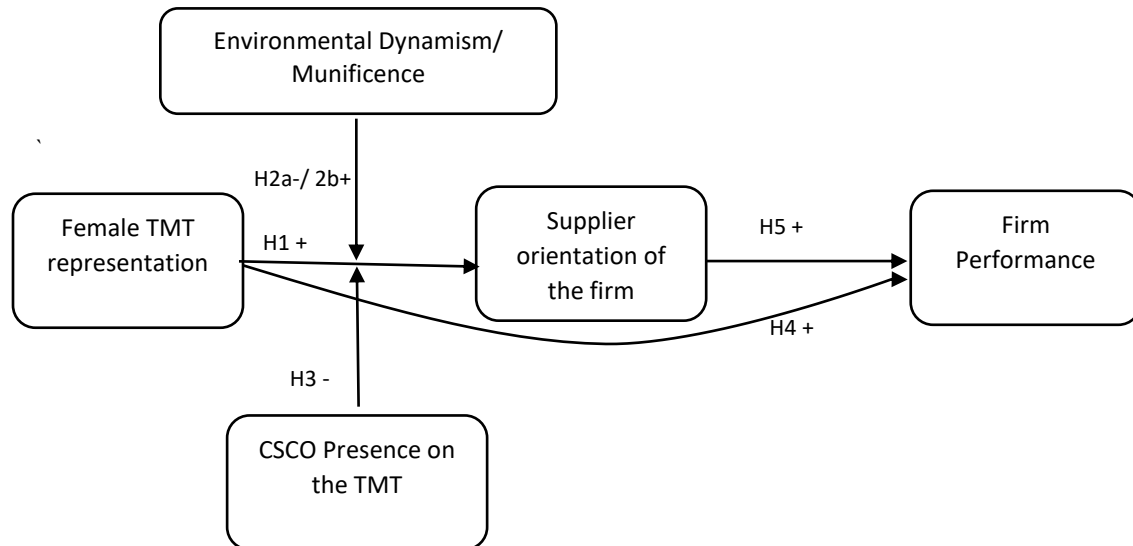 Environmental Dynamism/
Munificence
`
H2a-/ 2b+
Female TMT
representation
H1 +
Supplier
orientation of
the firm
H5 +
Firm
Performance
H4 +
H3 -
CSCO Presence on
the TMT